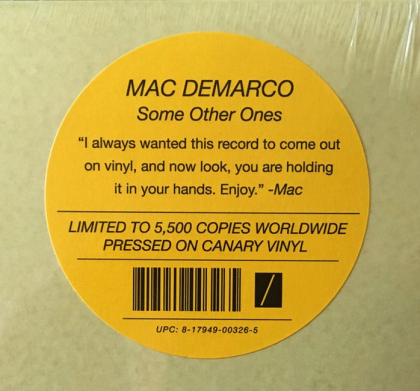 MAC DEMARCO
Some Other Ones
“I always wanted this record to come out
on vinyl, and now look, you are holding
it in your hands. Enjoy.” -Mac
LIMITED TO 5,500 COPIES WORLDWIDE
PRESSED ON CANARY VINYL
UPC: 8-17949-00326-5